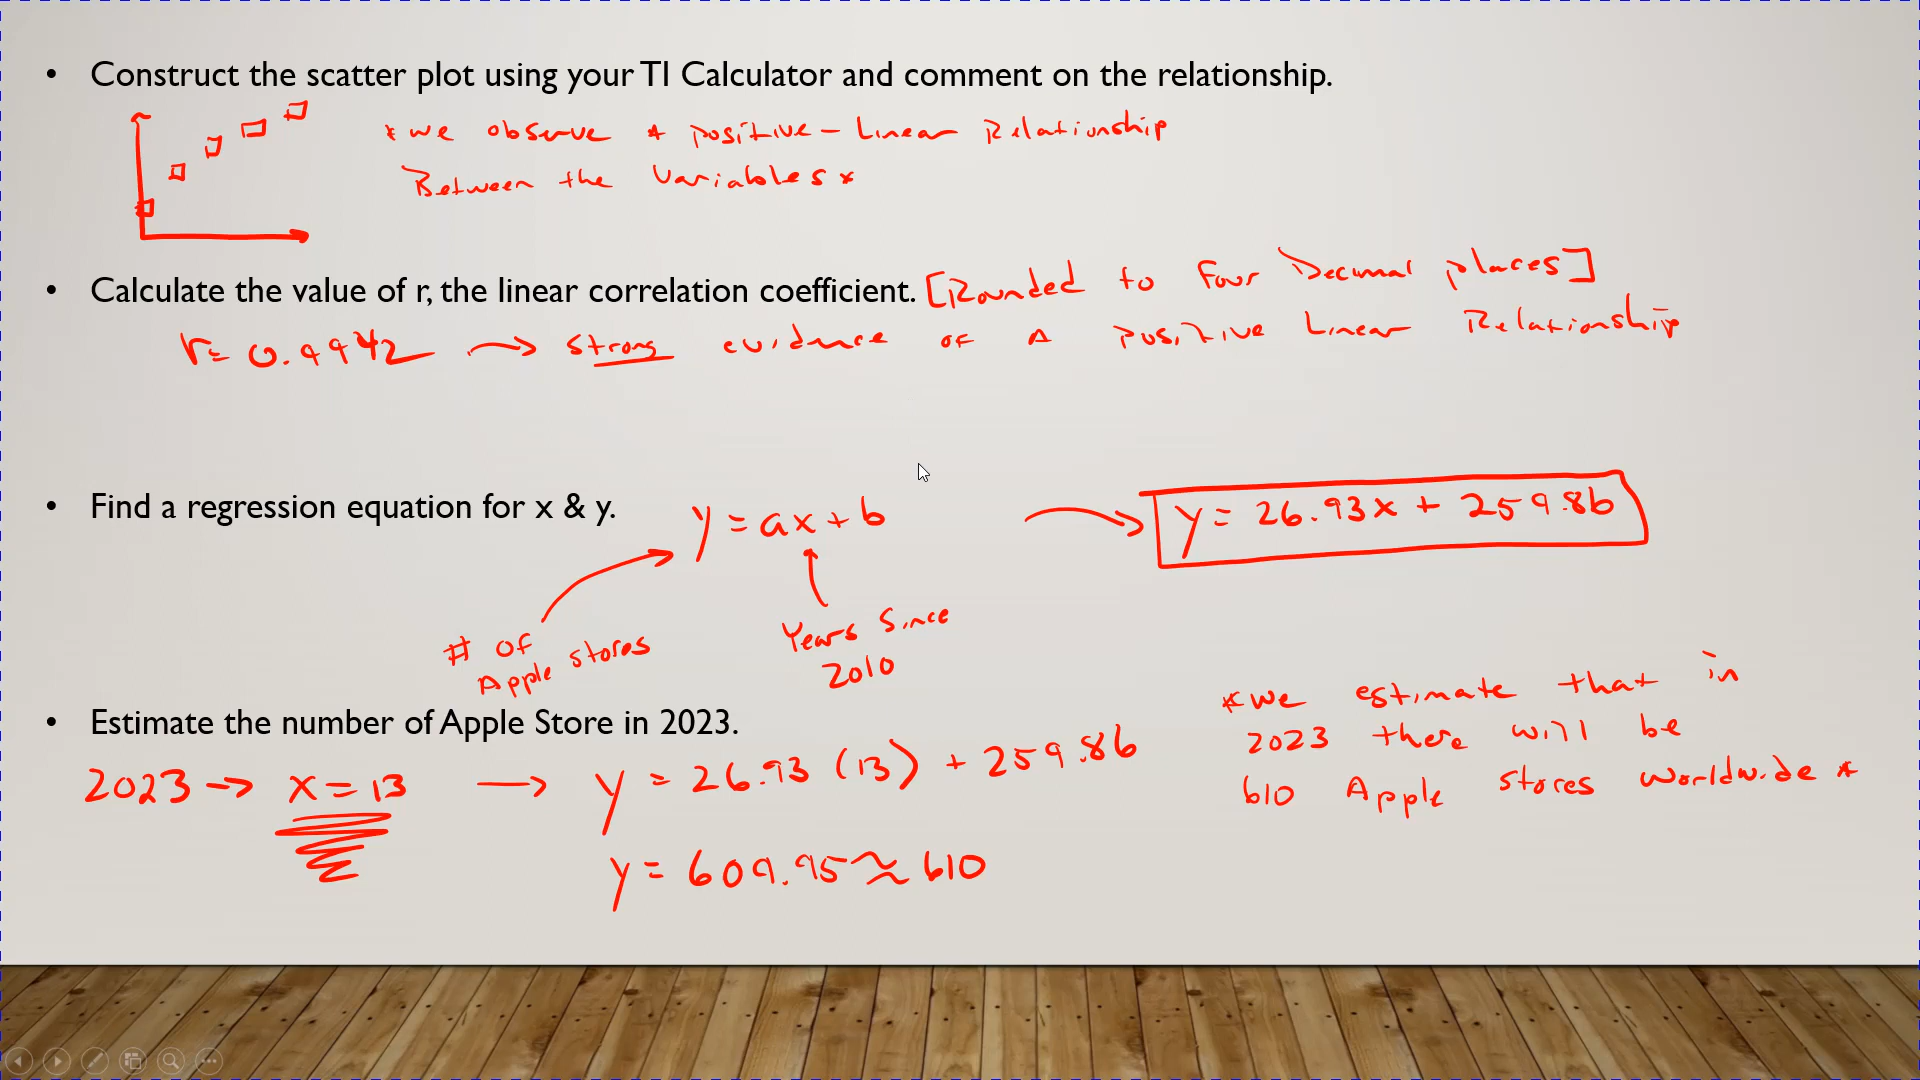 • Construct the scatter plot using your TI Calculator and comment on the relationship.
* we observe a positive - Linear Relationship
Between the Variables *
• Calculate the value of r, the linear correlation coefficient. [Rounded to Four Decimal places]
r = 0.9942 → strong evidence of A Positive Linear Relationship
• Find a regression equation for x & y.
y = ax + b
y = 26.93x + 259.86
# of
Apple stores
Years Since
2010
• Estimate the number of Apple Store in 2023.
2023 → x = 13 → y = 26.93 (13) + 259.86
y = 609.95 ≈ 610
* we estimate that in
2023 there will be
610 Apple stores worldwide *